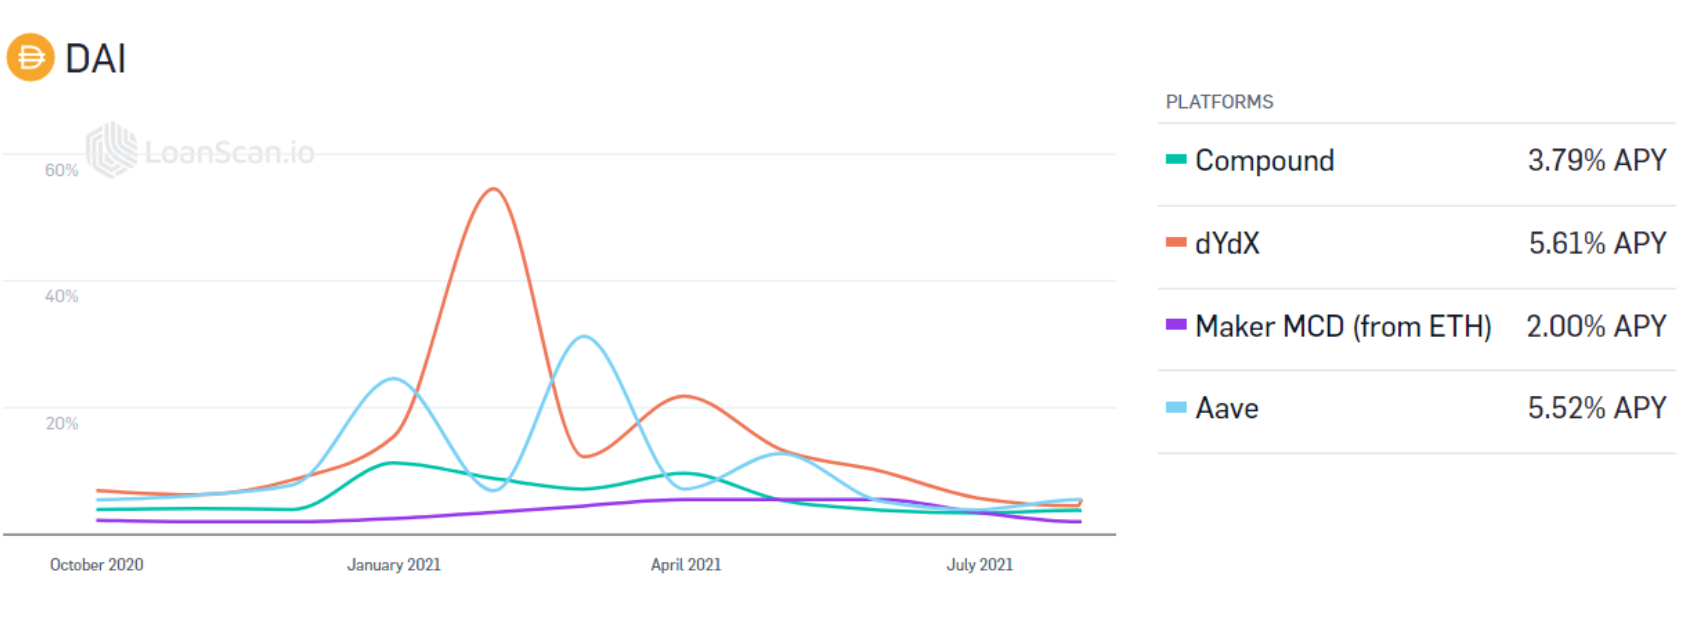 DAI
LoanScan.io
60%
40%
20%
October 2020 January 2021 April 2021 July 2021
PLATFORMS
Compound 3.79% APY
dYdX 5.61% APY
Maker MCD (from ETH) 2.00% APY
Aave 5.52% APY